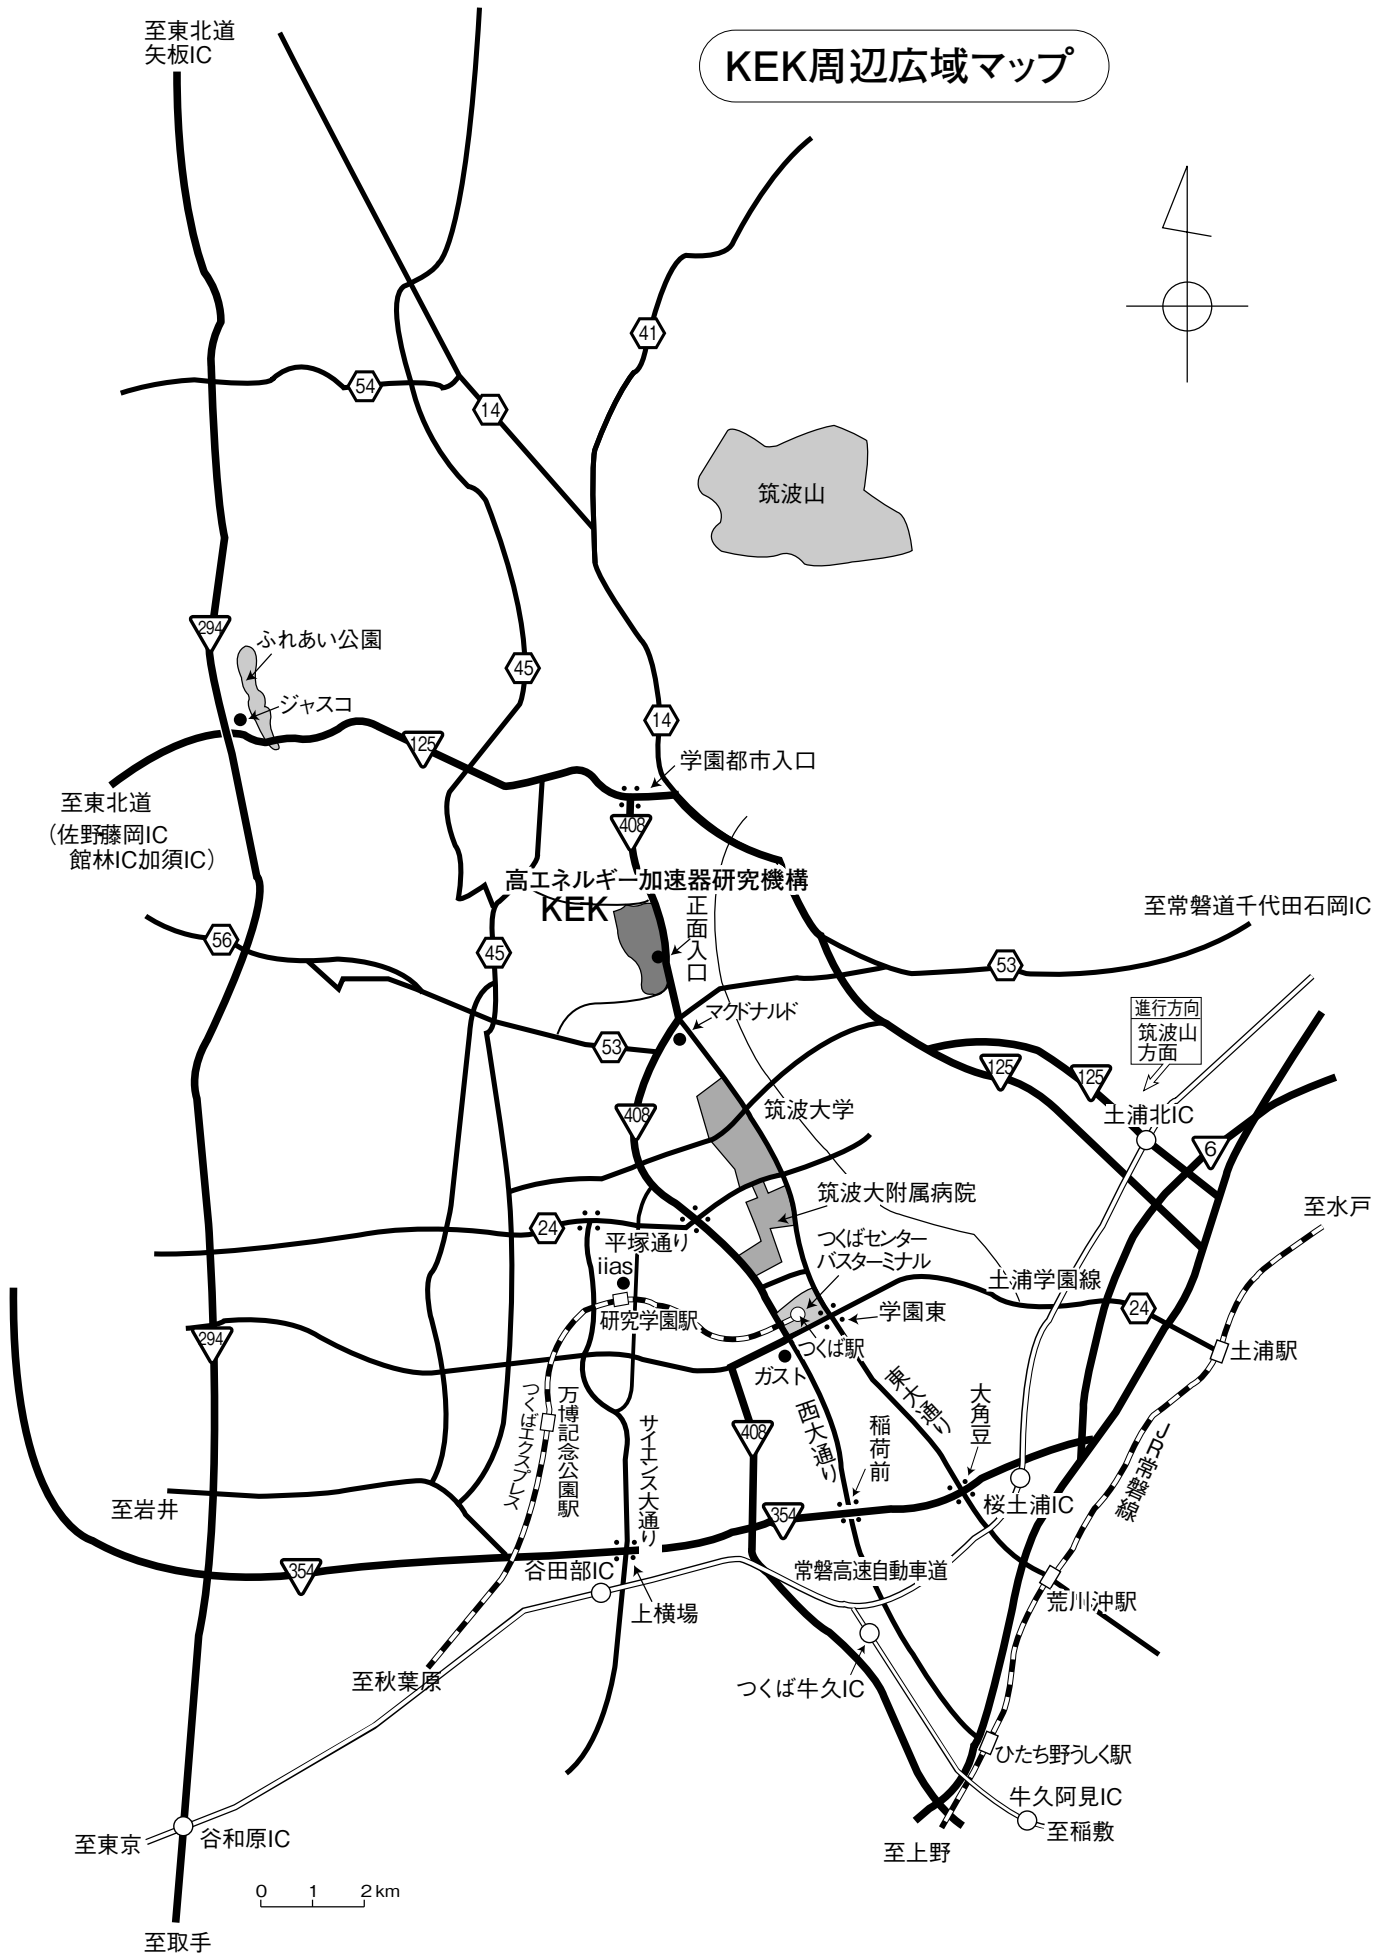 至東北道
矢板IC
KEK周辺広域マップ
41
54
14
筑波山
294
ふれあい公園
45
ジャスコ
14
125
学園都市入口
至東北道
(佐野藤岡IC
館林IC加須IC)
408
高エネルギー加速器研究機構
KEK
正面入口
至常磐道千代田石岡IC
56
45
53
マクドナルド
進行方向
筑波山
方面
53
125
125
408
筑波大学
土浦北IC
6
筑波大附属病院
至水戸
24
平塚通り
つくばセンター
バスターミナル
iias
土浦学園線
研究学園駅
学園東
24
294
つくば駅
土浦駅
ガスト
つくばエクスプレス
万博記念公園駅
サイエンス大通り
408
西大通り
稲荷前
東大通り
大角豆
JR常磐線
至岩井
354
桜土浦IC
354
谷田部IC
常磐高速自動車道
上横場
荒川沖駅
至秋葉原
つくば牛久IC
ひたち野うしく駅
牛久阿見IC
至稲敷
至東京
谷和原IC
至上野
0 1 2km
至取手